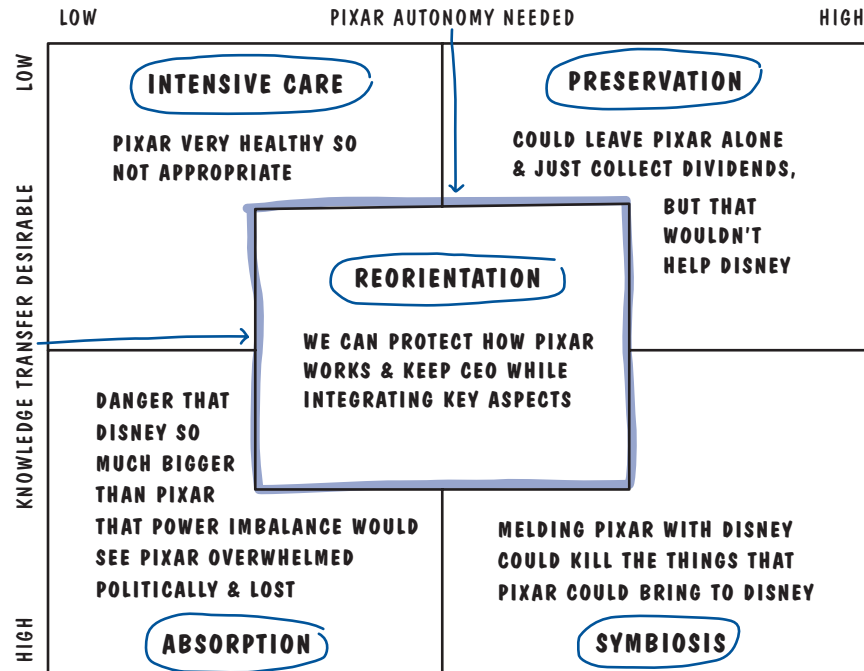 LOW PIXAR AUTONOMY NEEDED HIGH
LOW
KNOWLEDGE TRANSFER DESIRABLE
HIGH
INTENSIVE CARE
PIXAR VERY HEALTHY SO
NOT APPROPRIATE
PRESERVATION
COULD LEAVE PIXAR ALONE
& JUST COLLECT DIVIDENDS,
BUT THAT
WOULDN'T
HELP DISNEY
REORIENTATION
WE CAN PROTECT HOW PIXAR
WORKS & KEEP CEO WHILE
INTEGRATING KEY ASPECTS
DANGER THAT
DISNEY SO
MUCH BIGGER
THAN PIXAR
THAT POWER IMBALANCE WOULD
SEE PIXAR OVERWHELMED
POLITICALLY & LOST
ABSORPTION
MELDING PIXAR WITH DISNEY
COULD KILL THE THINGS THAT
PIXAR COULD BRING TO DISNEY
SYMBIOSIS